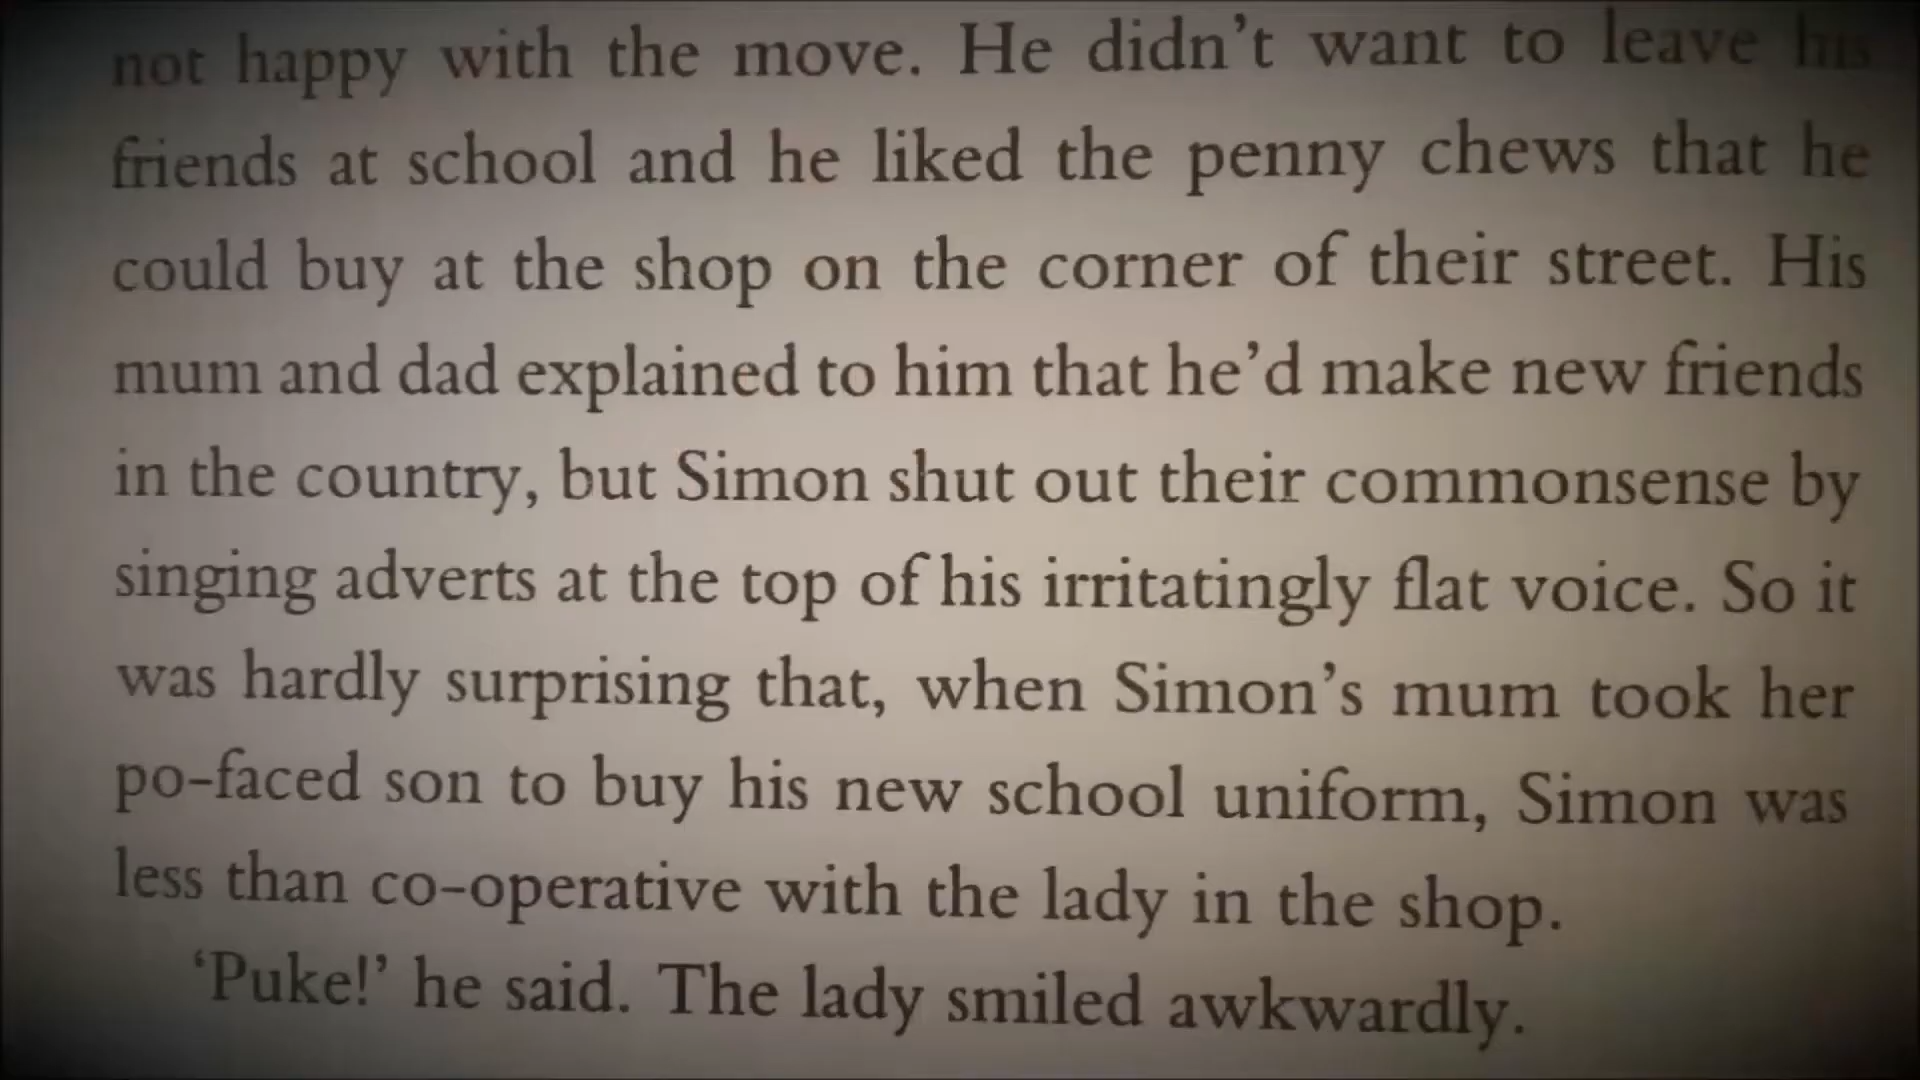 not happy with the move. He didn’t want to leave his
friends at school and he liked the penny chews that he
could buy at the shop on the corner of their street. His
mum and dad explained to him that he’d make new friends
in the country, but Simon shut out their commonsense by
singing adverts at the top of his irritatingly flat voice. So it
was hardly surprising that, when Simon’s mum took her
po-faced son to buy his new school uniform, Simon was
less than co-operative with the lady in the shop.
‘Puke!’ he said. The lady smiled awkwardly.